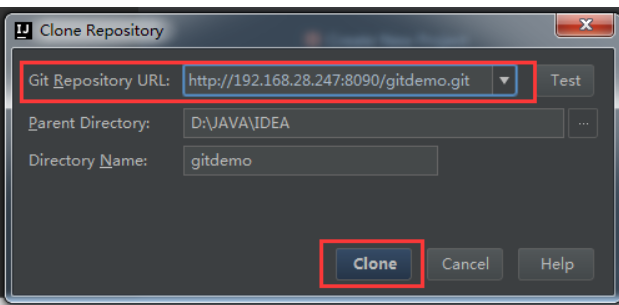 Clone Repository
Git Repository URL: http://192.168.28.247:8090/gitdemo.git Test
Parent Directory: D:\JAVA\IDEA ...
Directory Name: gitdemo
Clone Cancel Help